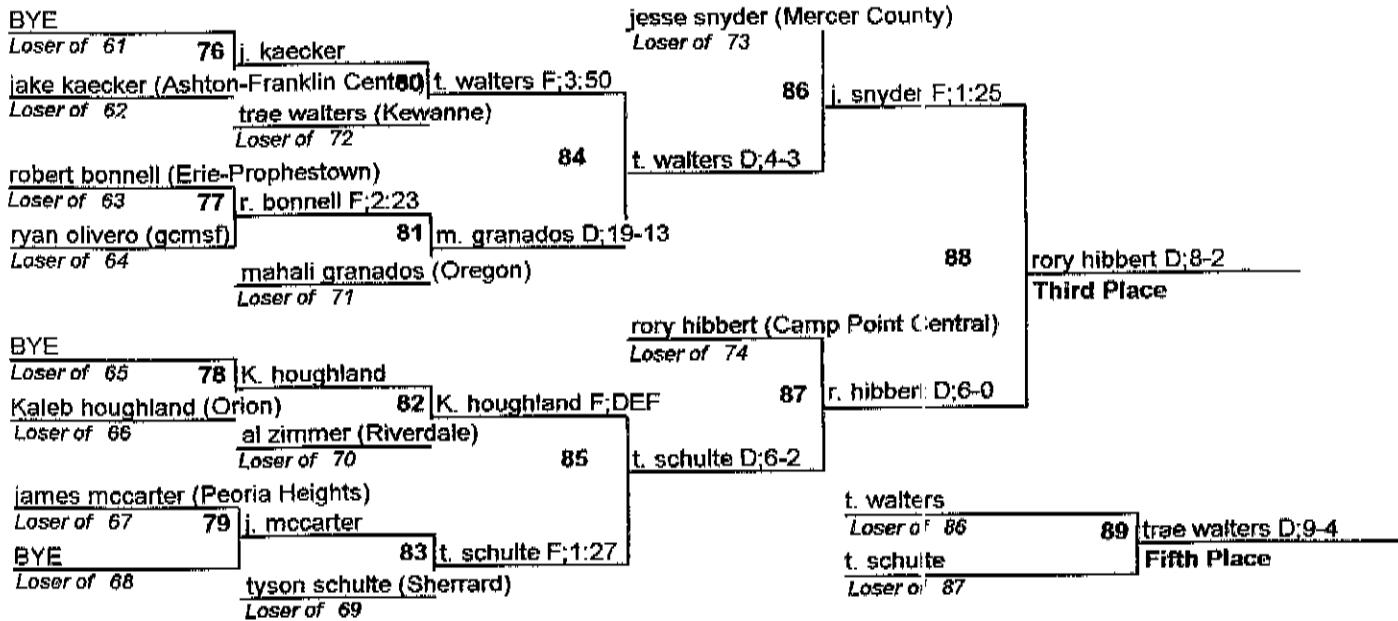 BYE
Loser of 61
76 j. kaecker
jake kaecker (Ashton-Franklin Central)
80 t. walters F;3:50
Loser of 62
trae walters (Kewanne)
Loser of 72
84 t. walters D;4-3
robert bonnell (Erie-Prophestown)
Loser of 63
77 r. bonnell F;2:23
ryan olivero (gcmsf)
Loser of 64
81 m. granados D;19-13
mahali granados (Oregon)
Loser of 71
jesse snyder (Mercer County)
Loser of 73
86 j. snyder F;1:25
88 rory hibbert D;8-2
Third Place
BYE
Loser of 65
78 K. houghland
Kaleb houghland (Orion)
Loser of 66
82 K. houghland F;DEF
al zimmer (Riverdale)
Loser of 70
85 t. schulte D;6-2
james mccarter (Peoria Heights)
Loser of 67
79 j. mccarter
BYE
Loser of 68
83 t. schulte F;1:27
tyson schulte (Sherrard)
Loser of 69
rory hibbert (Camp Point Central)
Loser of 74
87 r. hibbert D;6-0
t. walters
Loser of 86
89 trae walters D;9-4
Fifth Place
t. schulte
Loser of 87